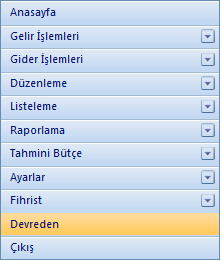 Anasayfa
Gelir İşlemleri
Gider İşlemleri
Düzenleme
Listeleme
Raporlama
Tahmini Bütçe
Ayarlar
Fihrist
Devreden
Çıkış